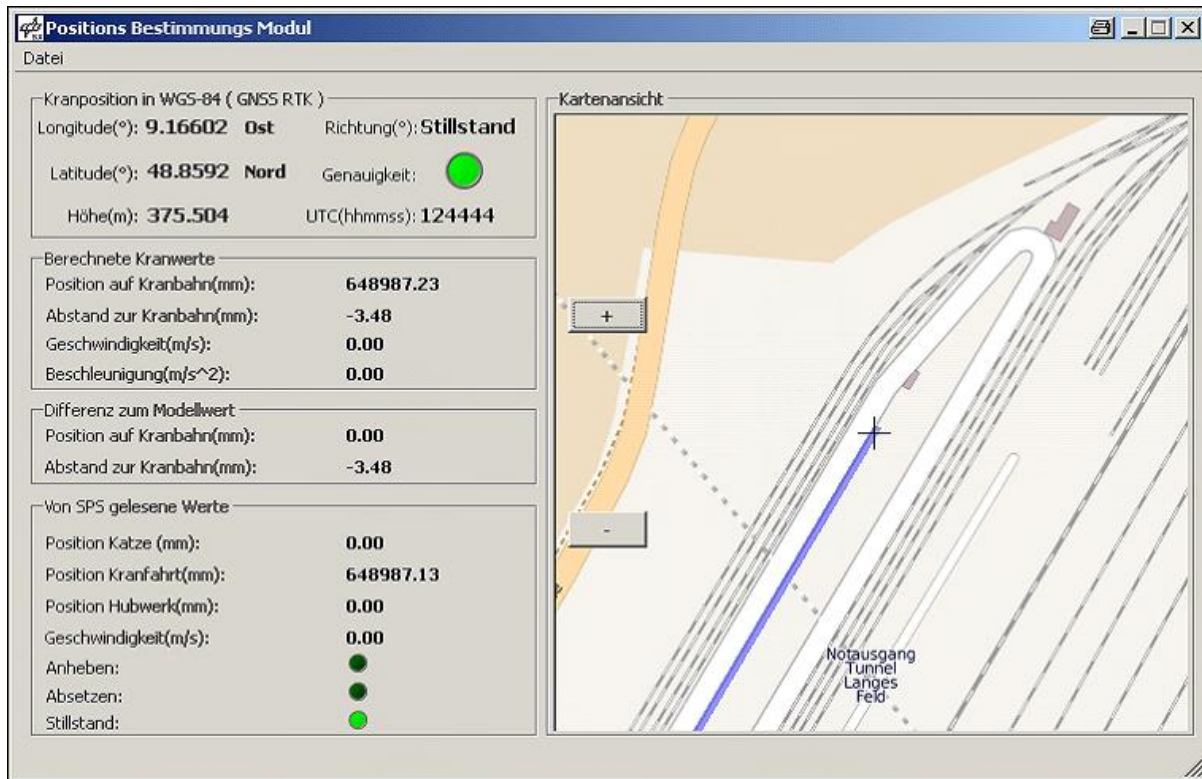 Positions Bestimmungs Modul
Datei
Kranposition in WGS-84 ( GNSS RTK )
Longitude(°): 9.16602 Ost Richtung(°): Stillstand
Latitude(°): 48.8592 Nord Genauigkeit:
Höhe(m): 375.504 UTC(hhmmss): 124444
Berechnete Kranwerte
Position auf Kranbahn(mm): 648987.23
Abstand zur Kranbahn(mm): -3.48
Geschwindigkeit(m/s): 0.00
Beschleunigung(m/s^2): 0.00
Differenz zum Modellwert
Position auf Kranbahn(mm): 0.00
Abstand zur Kranbahn(mm): -3.48
Von SPS gelesene Werte
Position Katze (mm): 0.00
Position Kranfahrt(mm): 648987.13
Position Hubwerk(mm): 0.00
Geschwindigkeit(m/s): 0.00
Anheben:
Absetzen:
Stillstand:
Kartenansicht
+
-
Notausgang
Tunnel
Langes
Feld